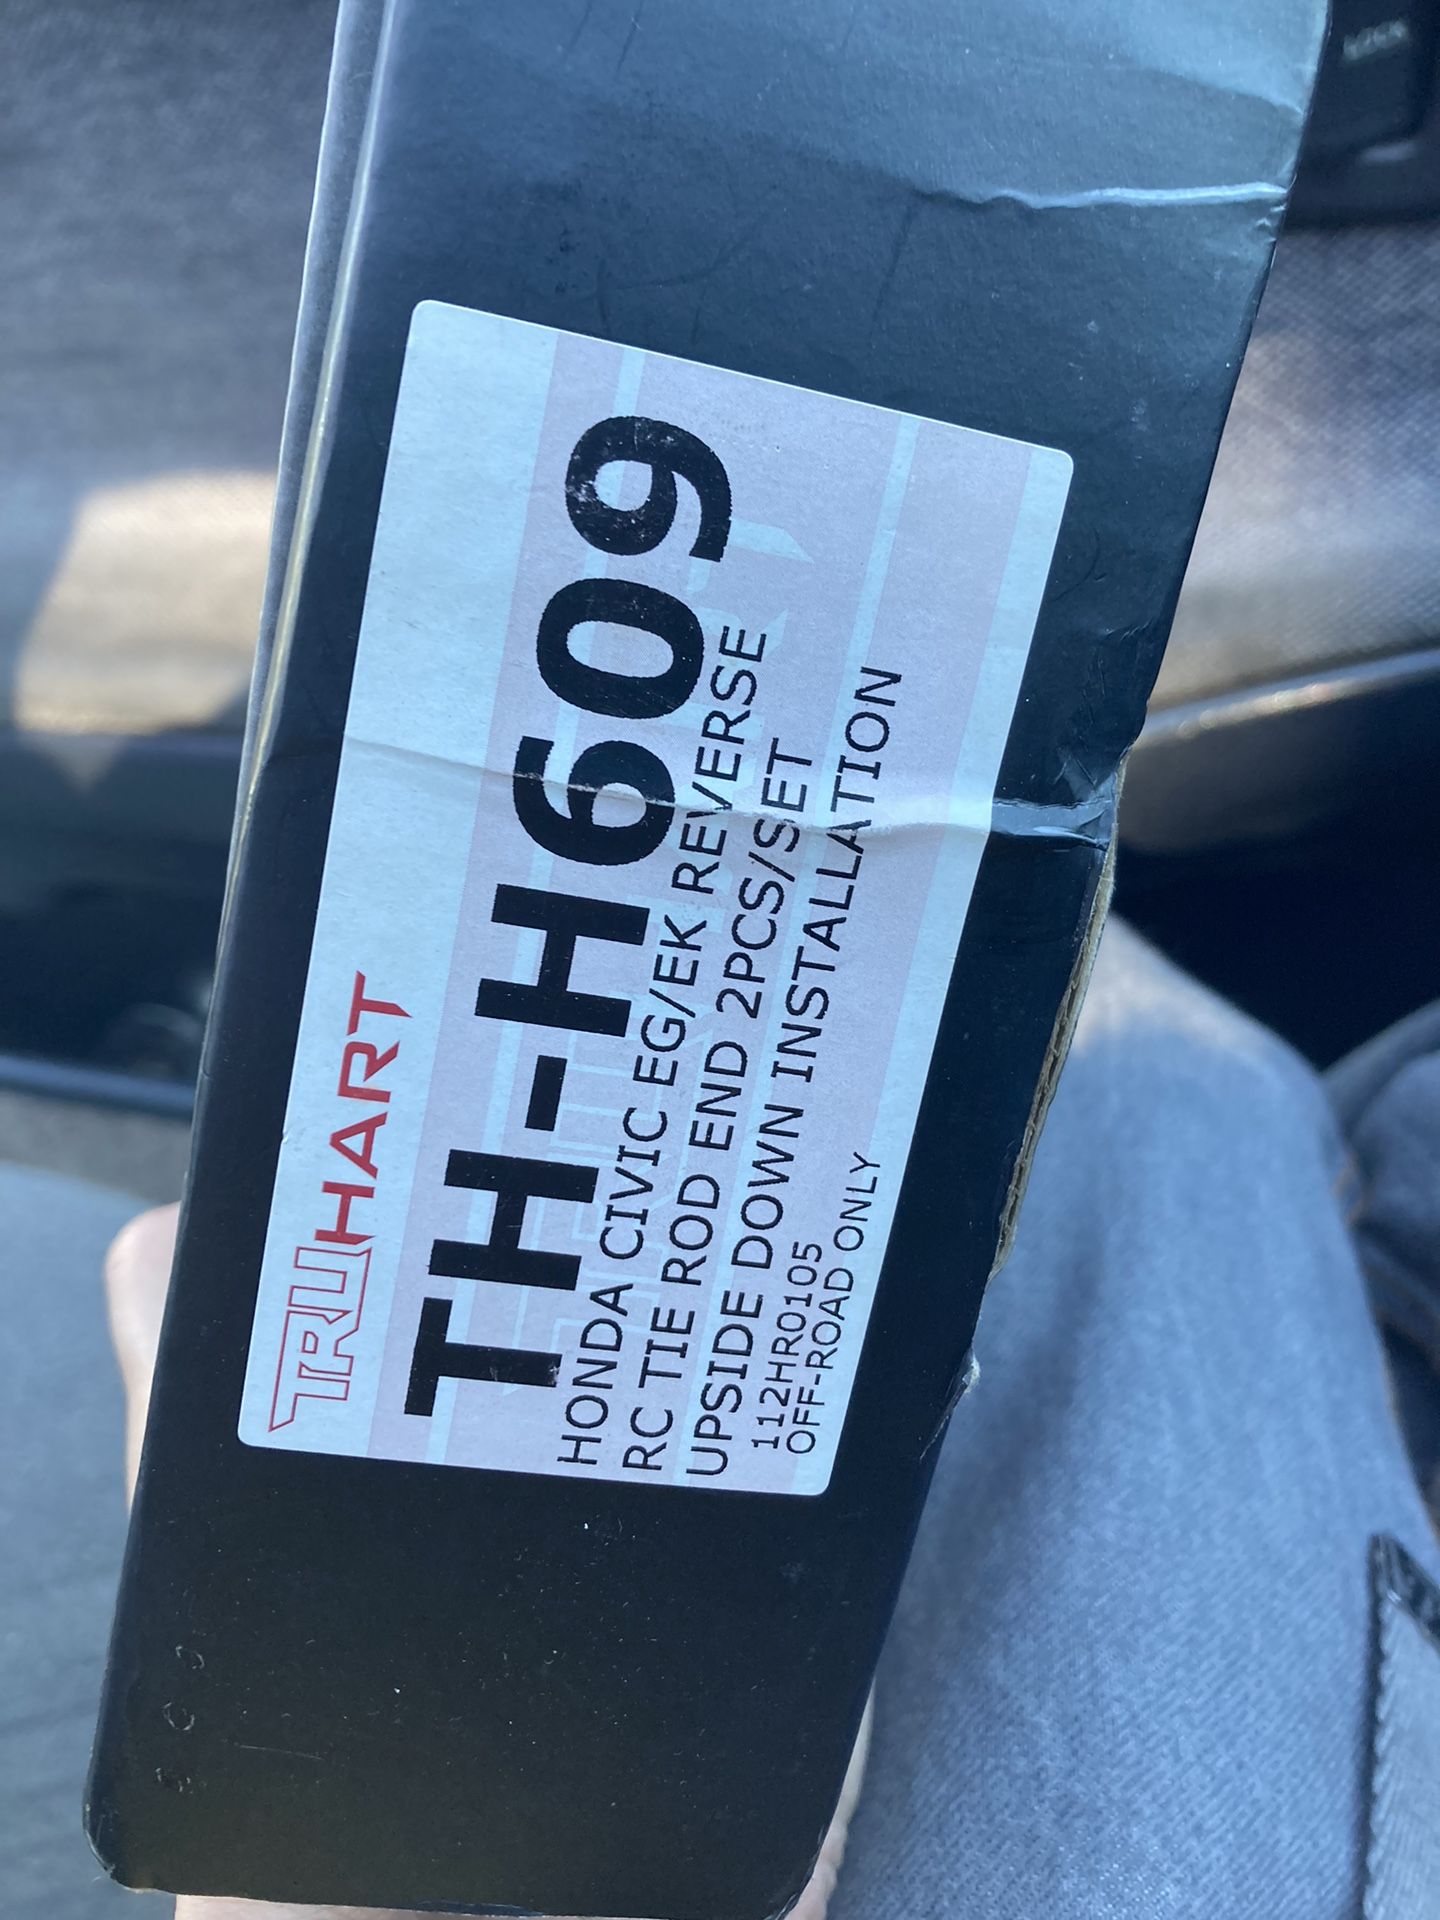 TRUHART
TH-H609
HONDA CIVIC EG/EK REVERSE
RC TIE ROD END 2PCS/SET
UPSIDE DOWN INSTALLATION
112HR0105
OFF-ROAD ONLY
LOCK